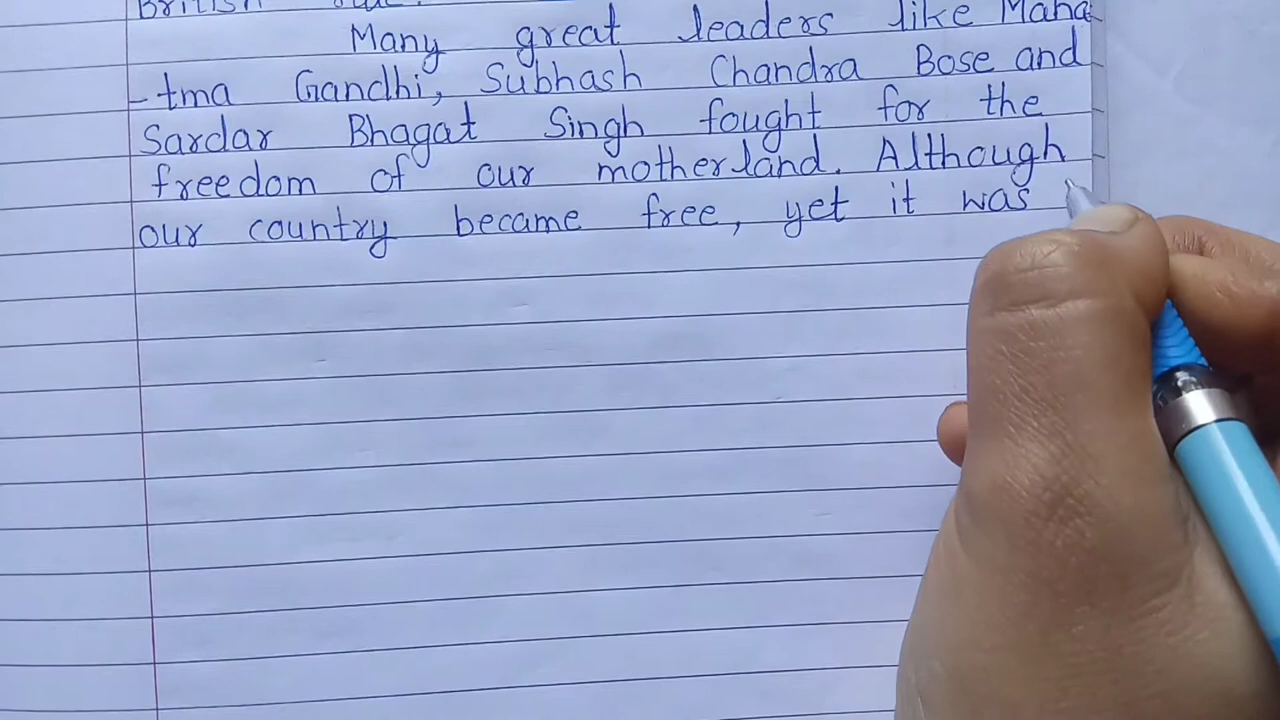 British
Many great leaders like Maha
-tma Gandhi, Subhash Chandra Bose and
Sardar Bhagat Singh fought for the
freedom of our motherland. Although
our country became free, yet it was